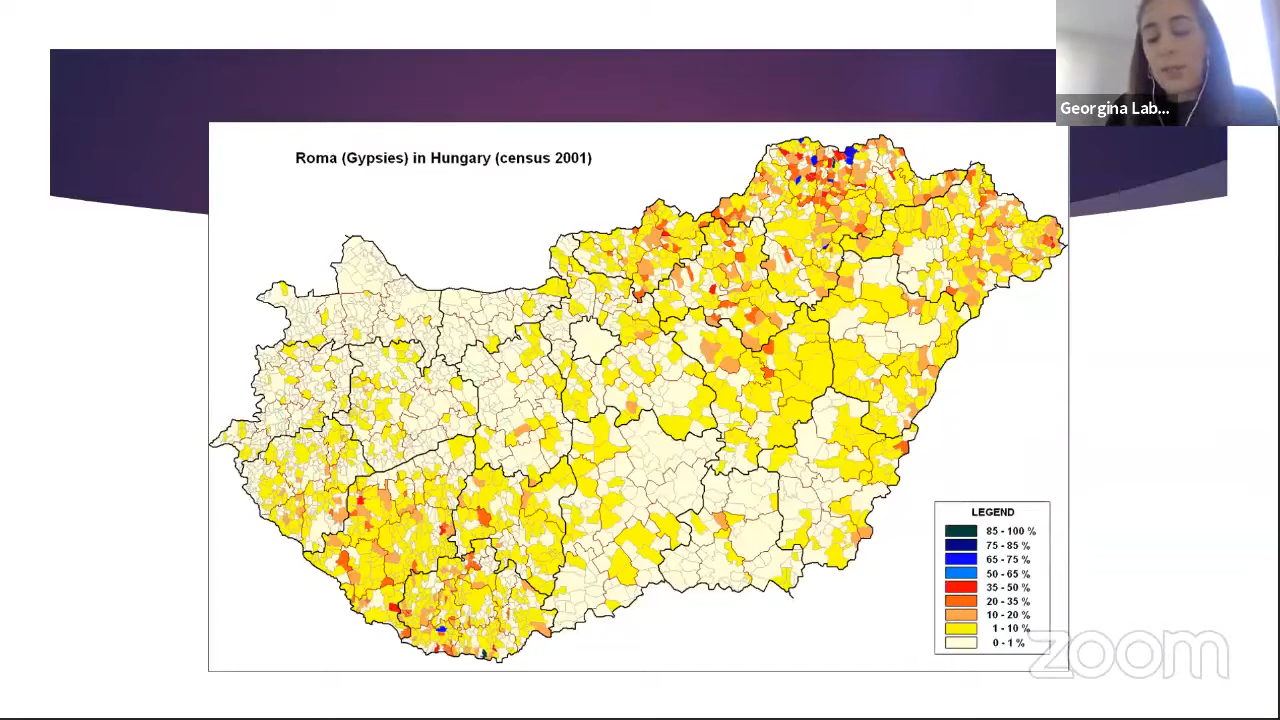 Georgina Lab...
Roma (Gypsies) in Hungary (census 2001)
LEGEND
85 - 100 %
75 - 85 %
65 - 75 %
50 - 65 %
35 - 50 %
20 - 35 %
10 - 20 %
1 - 10 %
0 - 1 %
zoom